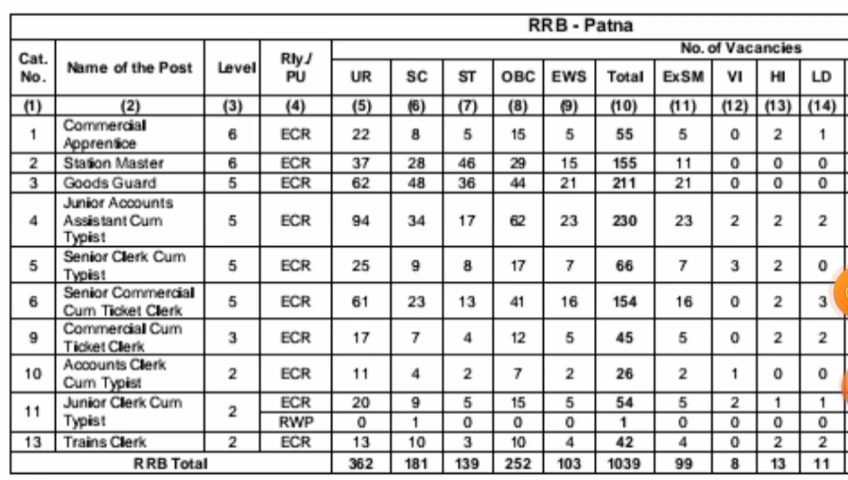 RRB - Patna
Cat. No. Name of the Post Level Rly./ PU No. of Vacancies
UR SC ST OBC EWS Total ExSM VI HI LD
(1) (2) (3) (4) (5) (6) (7) (8) (9) (10) (11) (12) (13) (14)
1 Commercial Apprentice 6 ECR 22 8 5 15 5 55 5 0 2 1
2 Station Master 6 ECR 37 28 46 29 15 155 11 0 0 0
3 Goods Guard 5 ECR 62 48 36 44 21 211 21 0 0 0
4 Junior Accounts Assistant Cum Typist 5 ECR 94 34 17 62 23 230 23 2 2 2
5 Senior Clerk Cum Typist 5 ECR 25 9 8 17 7 66 7 3 2 0
6 Senior Commercial Cum Ticket Clerk 5 ECR 61 23 13 41 16 154 16 0 2 3
9 Commercial Cum Ticket Clerk 3 ECR 17 7 4 12 5 45 5 0 2 2
10 Accounts Clerk Cum Typist 2 ECR 11 4 2 7 2 26 2 1 0 0
11 Junior Clerk Cum Typist 2 ECR 20 9 5 15 5 54 5 2 1 1
RWP 0 1 0 0 0 1 0 0 0 0
13 Trains Clerk 2 ECR 13 10 3 10 4 42 4 0 2 2
RRB Total 362 181 139 252 103 1039 99 8 13 11